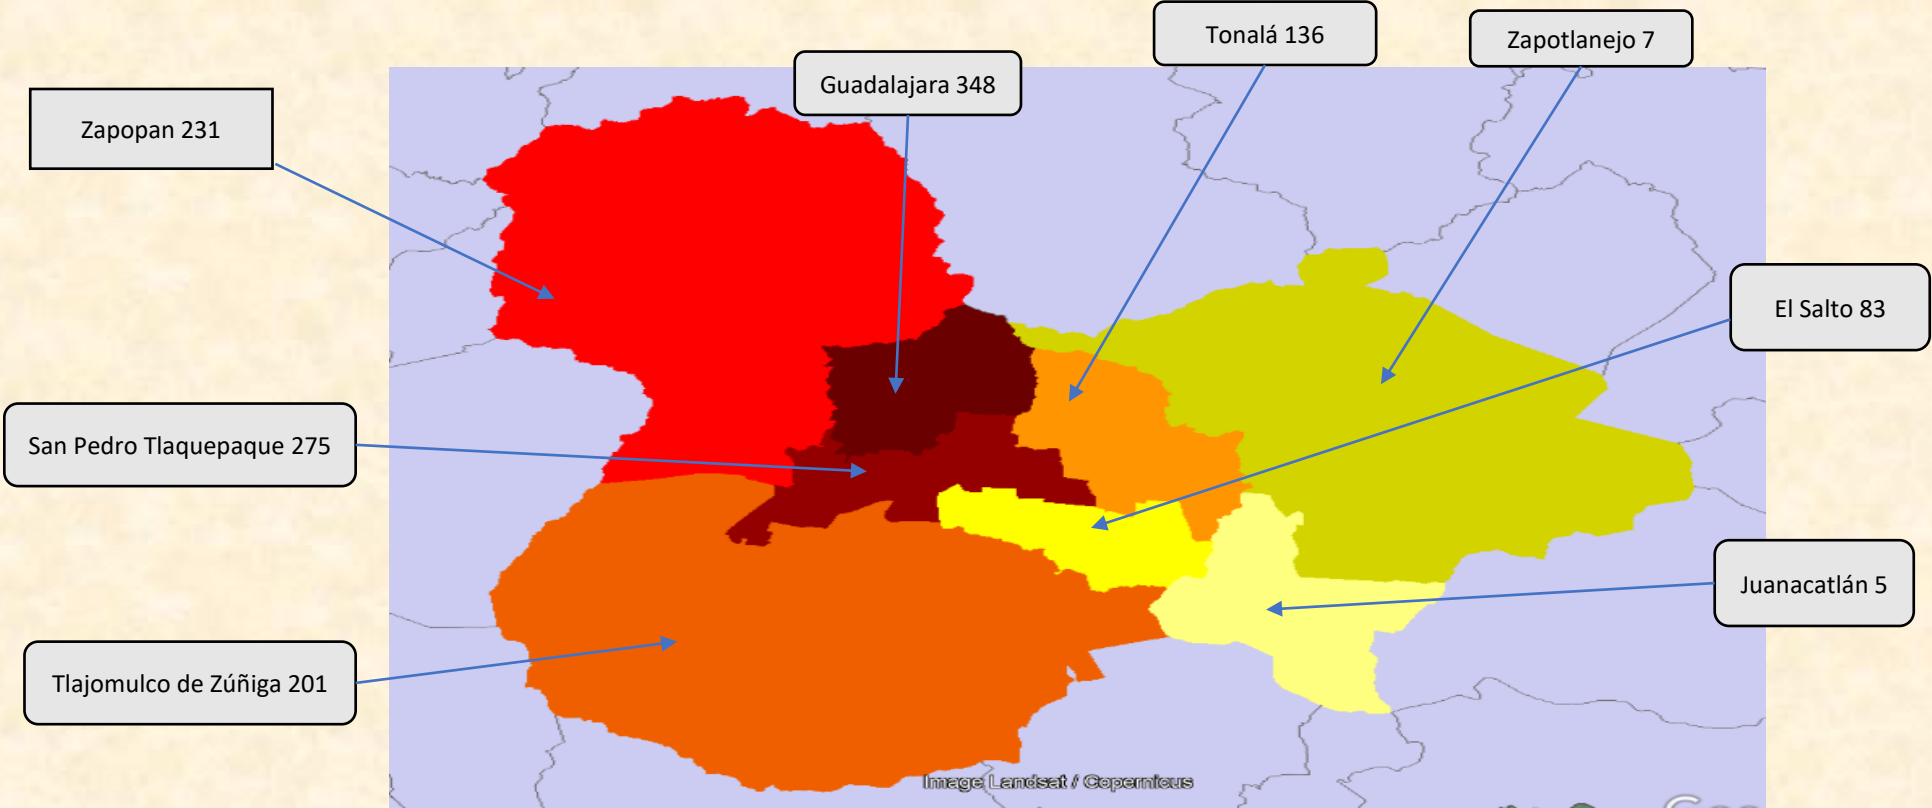 Tonalá 136
Zapotlanejo 7
Guadalajara 348
Zapopan 231
El Salto 83
San Pedro Tlaquepaque 275
Juanacatlán 5
Tlajomulco de Zúñiga 201
Image Landsat / Copernicus